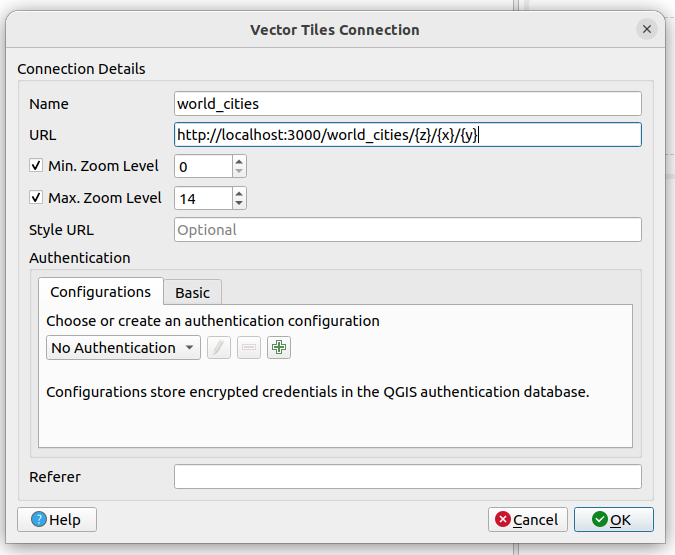 Vector Tiles Connection
Connection Details
Name world_cities
URL http://localhost:3000/world_cities/{z}/{x}/{y}
Min. Zoom Level 0
Max. Zoom Level 14
Style URL Optional
Authentication
Configurations Basic
Choose or create an authentication configuration
No Authentication
Configurations store encrypted credentials in the QGIS authentication database.
Referer
Help Cancel OK